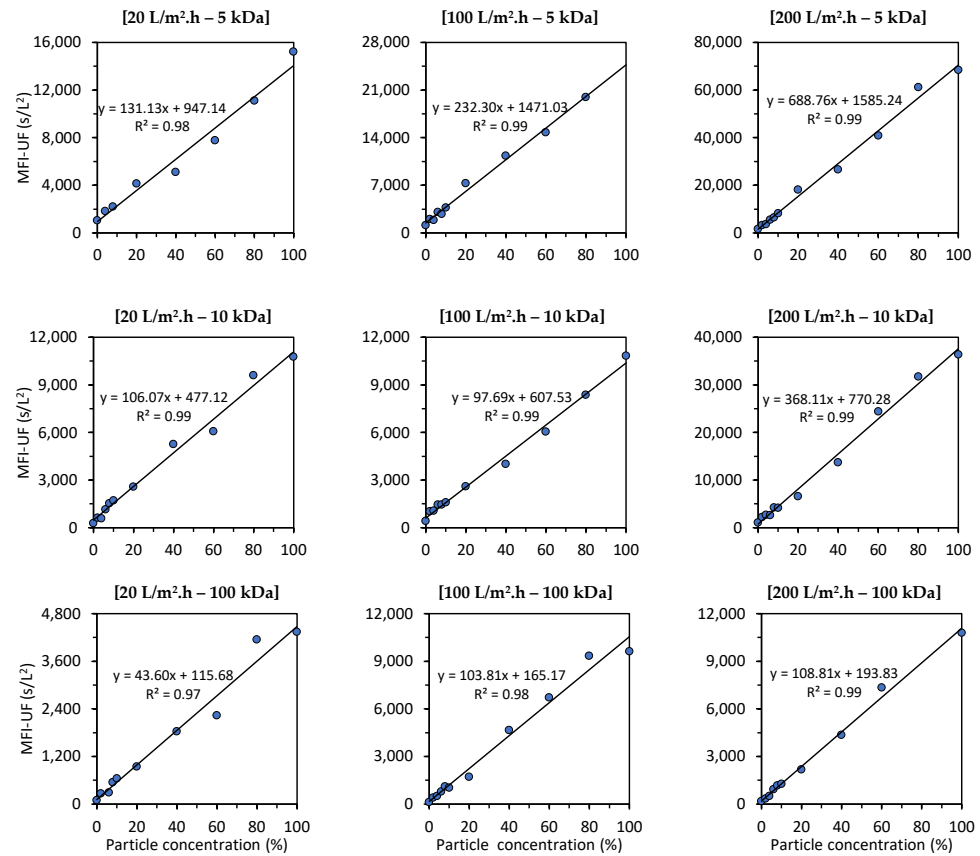 [20 L/m².h – 5 kDa]
16,000
12,000
8,000
4,000
0
MFI-UF (s/L²)
y = 131.13x + 947.14
R² = 0.98
0 20 40 60 80 100
[100 L/m².h – 5 kDa]
28,000
21,000
14,000
7,000
0
y = 232.30x + 1471.03
R² = 0.99
0 20 40 60 80 100
[200 L/m².h – 5 kDa]
80,000
60,000
40,000
20,000
0
y = 688.76x + 1585.24
R² = 0.99
0 20 40 60 80 100
[20 L/m².h – 10 kDa]
12,000
9,000
6,000
3,000
0
MFI-UF (s/L²)
y = 106.07x + 477.12
R² = 0.99
0 20 40 60 80 100
[100 L/m².h – 10 kDa]
12,000
9,000
6,000
3,000
0
y = 97.69x + 607.53
R² = 0.99
0 20 40 60 80 100
[200 L/m².h – 10 kDa]
40,000
30,000
20,000
10,000
0
y = 368.11x + 770.28
R² = 0.99
0 20 40 60 80 100
[20 L/m².h – 100 kDa]
4,800
3,600
2,400
1,200
0
MFI-UF (s/L²)
y = 43.60x + 115.68
R² = 0.97
0 20 40 60 80 100
Particle concentration (%)
[100 L/m².h – 100 kDa]
12,000
9,000
6,000
3,000
0
y = 103.81x + 165.17
R² = 0.98
0 20 40 60 80 100
Particle concentration (%)
[200 L/m².h – 100 kDa]
12,000
9,000
6,000
3,000
0
y = 108.81x + 193.83
R² = 0.99
0 20 40 60 80 100
Particle concentration (%)